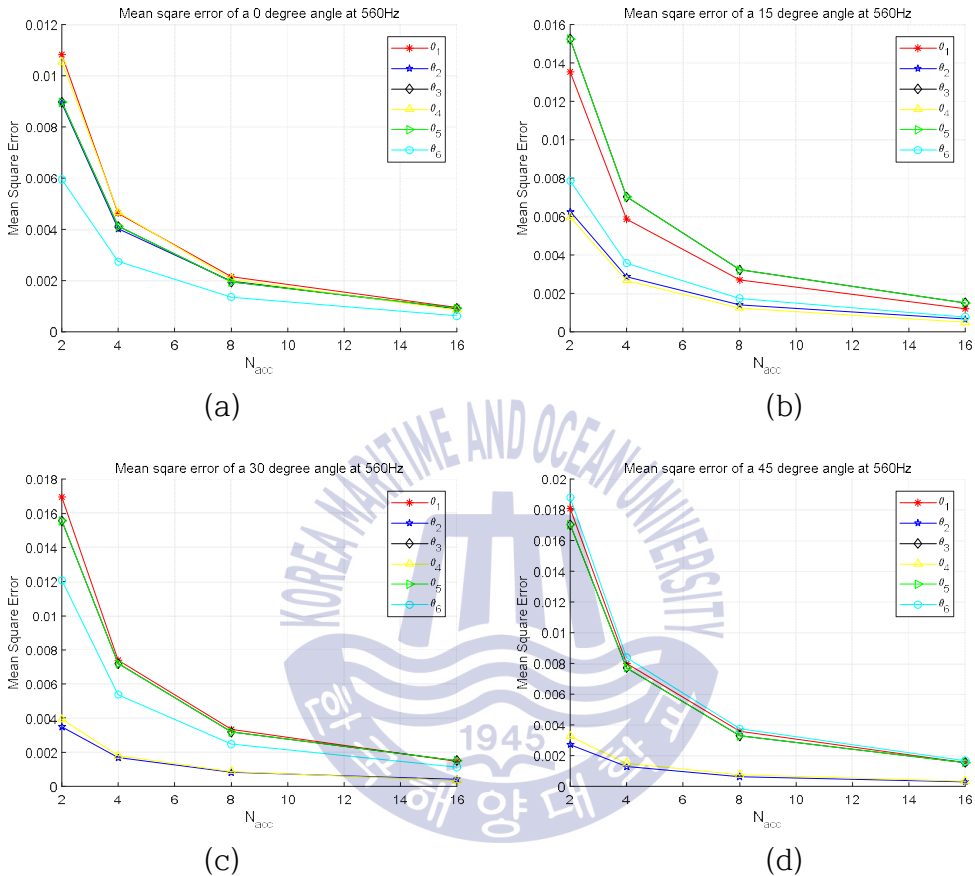 Mean sqare error of a 0 degree angle at 560Hz
0.012
0.01
0.008
0.006
0.004
0.002
0
Mean Square Error
2 4 6 8 10 12 14 16
N_acc
θ_1
θ_2
θ_3
θ_4
θ_5
θ_6
(a)
Mean sqare error of a 15 degree angle at 560Hz
0.016
0.014
0.012
0.01
0.008
0.006
0.004
0.002
0
Mean Square Error
2 4 6 8 10 12 14 16
N_acc
θ_1
θ_2
θ_3
θ_4
θ_5
θ_6
(b)
KOREA MARITIME AND OCEAN UNIVERSITY
1945
한국해양대학교
Mean sqare error of a 30 degree angle at 560Hz
0.018
0.016
0.014
0.012
0.01
0.008
0.006
0.004
0.002
0
Mean Square Error
2 4 6 8 10 12 14 16
N_acc
θ_1
θ_2
θ_3
θ_4
θ_5
θ_6
(c)
Mean sqare error of a 45 degree angle at 560Hz
0.02
0.018
0.016
0.014
0.012
0.01
0.008
0.006
0.004
0.002
0
Mean Square Error
2 4 6 8 10 12 14 16
N_acc
θ_1
θ_2
θ_3
θ_4
θ_5
θ_6
(d)